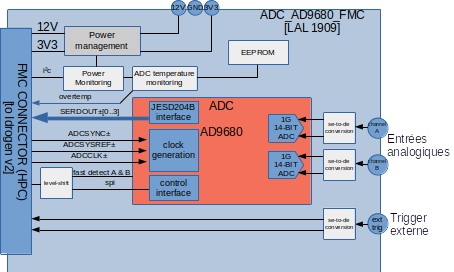 12V
GND
3V3
ADC_AD9680_FMC
[LAL 1909]
12V
3V3
Power
management
EEPROM
I²c
Power
Monitoring
ADC temperature
monitoring
overtemp
SERDOUT±[0..3]
JESD204B
interface
ADC
AD9680
FMC CONNECTOR (HPC)
[to Idrogen v2]
ADCSYNC±
ADCSYSREF±
ADCCLK±
clock
generation
1G
14-BIT
ADC
se-to-de
conversion
channel
A
Entrées
analogiques
1G
14-BIT
ADC
se-to-de
conversion
channel
B
fast detect A & B
level-shift
spi
control
interface
se-to-de
conversion
ext
trig
Trigger
externe